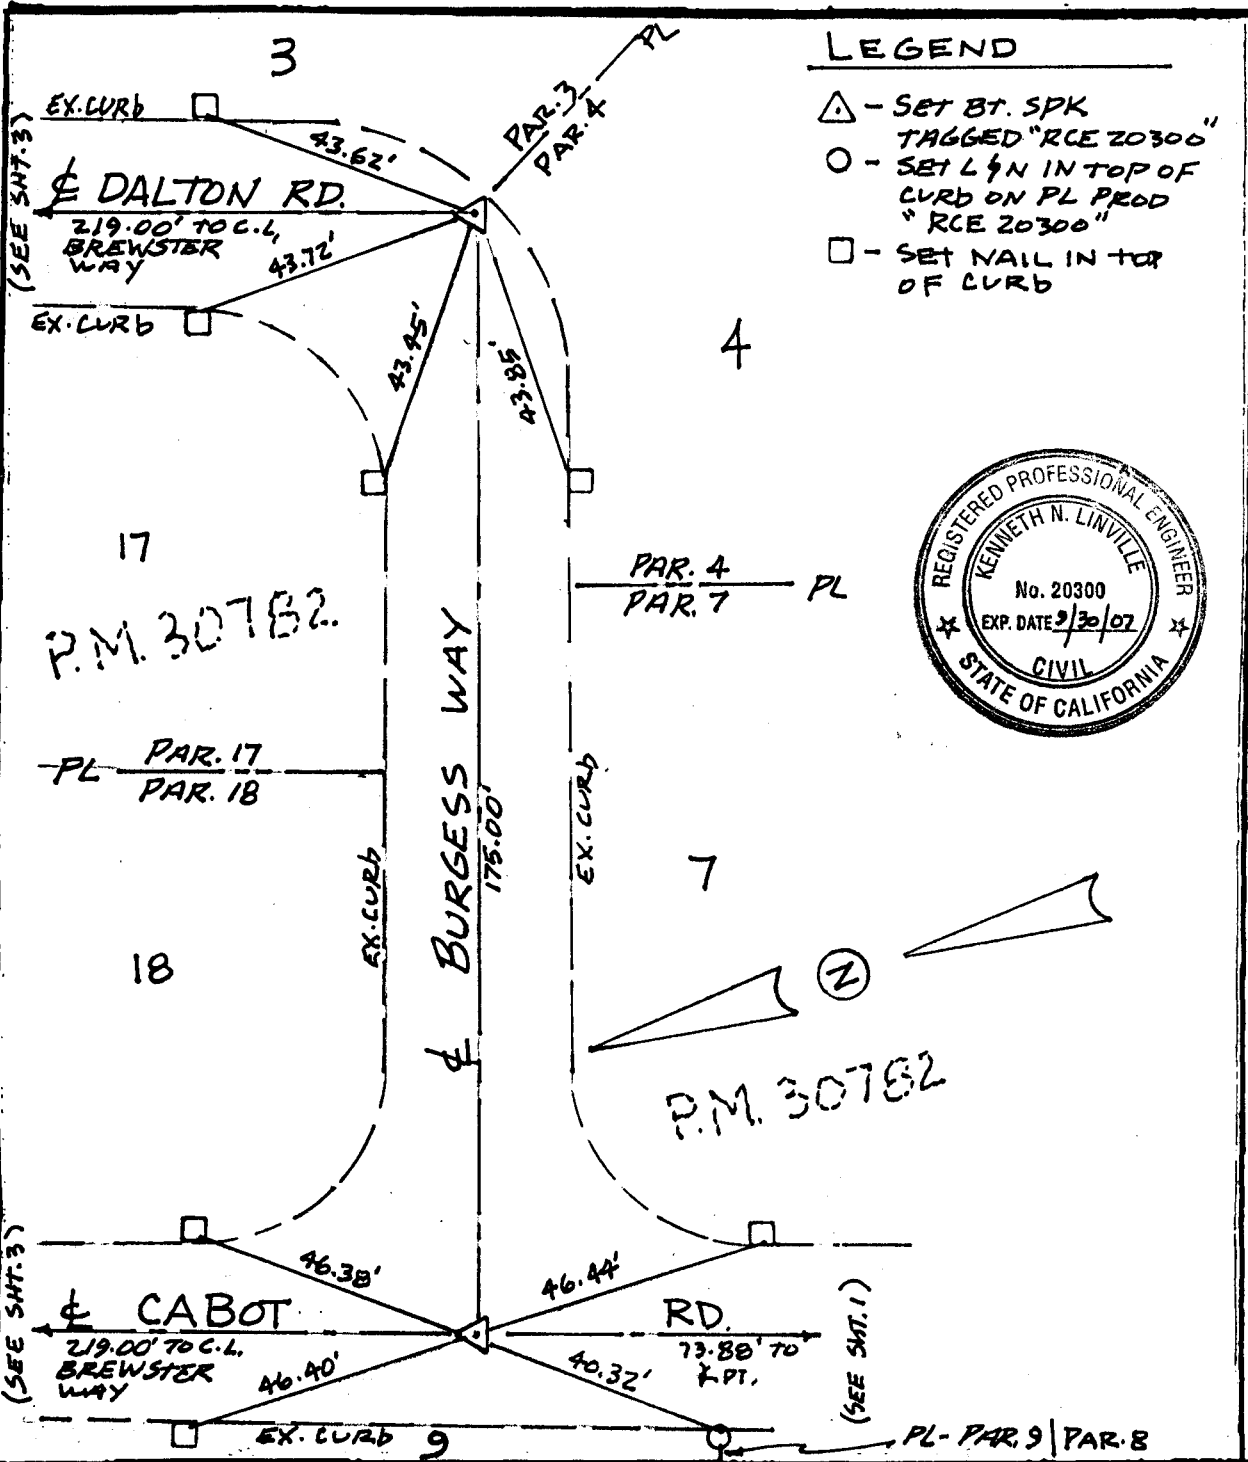 3
EX. CURB
43.62'
(SEE SHT. 3)
℄ DALTON RD.
219.00' TO C.L.
BREWSTER
WAY
43.72'
EX. CURB
PL
PAR. 3
PAR. 4
LEGEND
△ - SET BT. SPK
TAGGED "RCE 20300"
○ - SET L & N IN TOP OF
CURB ON PL PROD
"RCE 20300"
□ - SET NAIL IN TOP
OF CURB
43.45'
43.85'
4
17
P.M. 30782
PAR. 4
PAR. 7
PL
REGISTERED PROFESSIONAL ENGINEER
KENNETH N. LINVILLE
No. 20300
EXP. DATE 9/30/07
CIVIL
STATE OF CALIFORNIA
PL
PAR. 17
PAR. 18
℄ BURGESS WAY
175.00'
EX. CURB
EX. CURB
7
18
N
P.M. 30782
(SEE SHT. 3)
46.38'
46.44'
℄ CABOT RD.
219.00' TO C.L.
BREWSTER
WAY
73.88' TO
PT.
(SEE SHT. 1)
46.40'
40.32'
EX. CURB
9
PL - PAR. 9 | PAR. 8